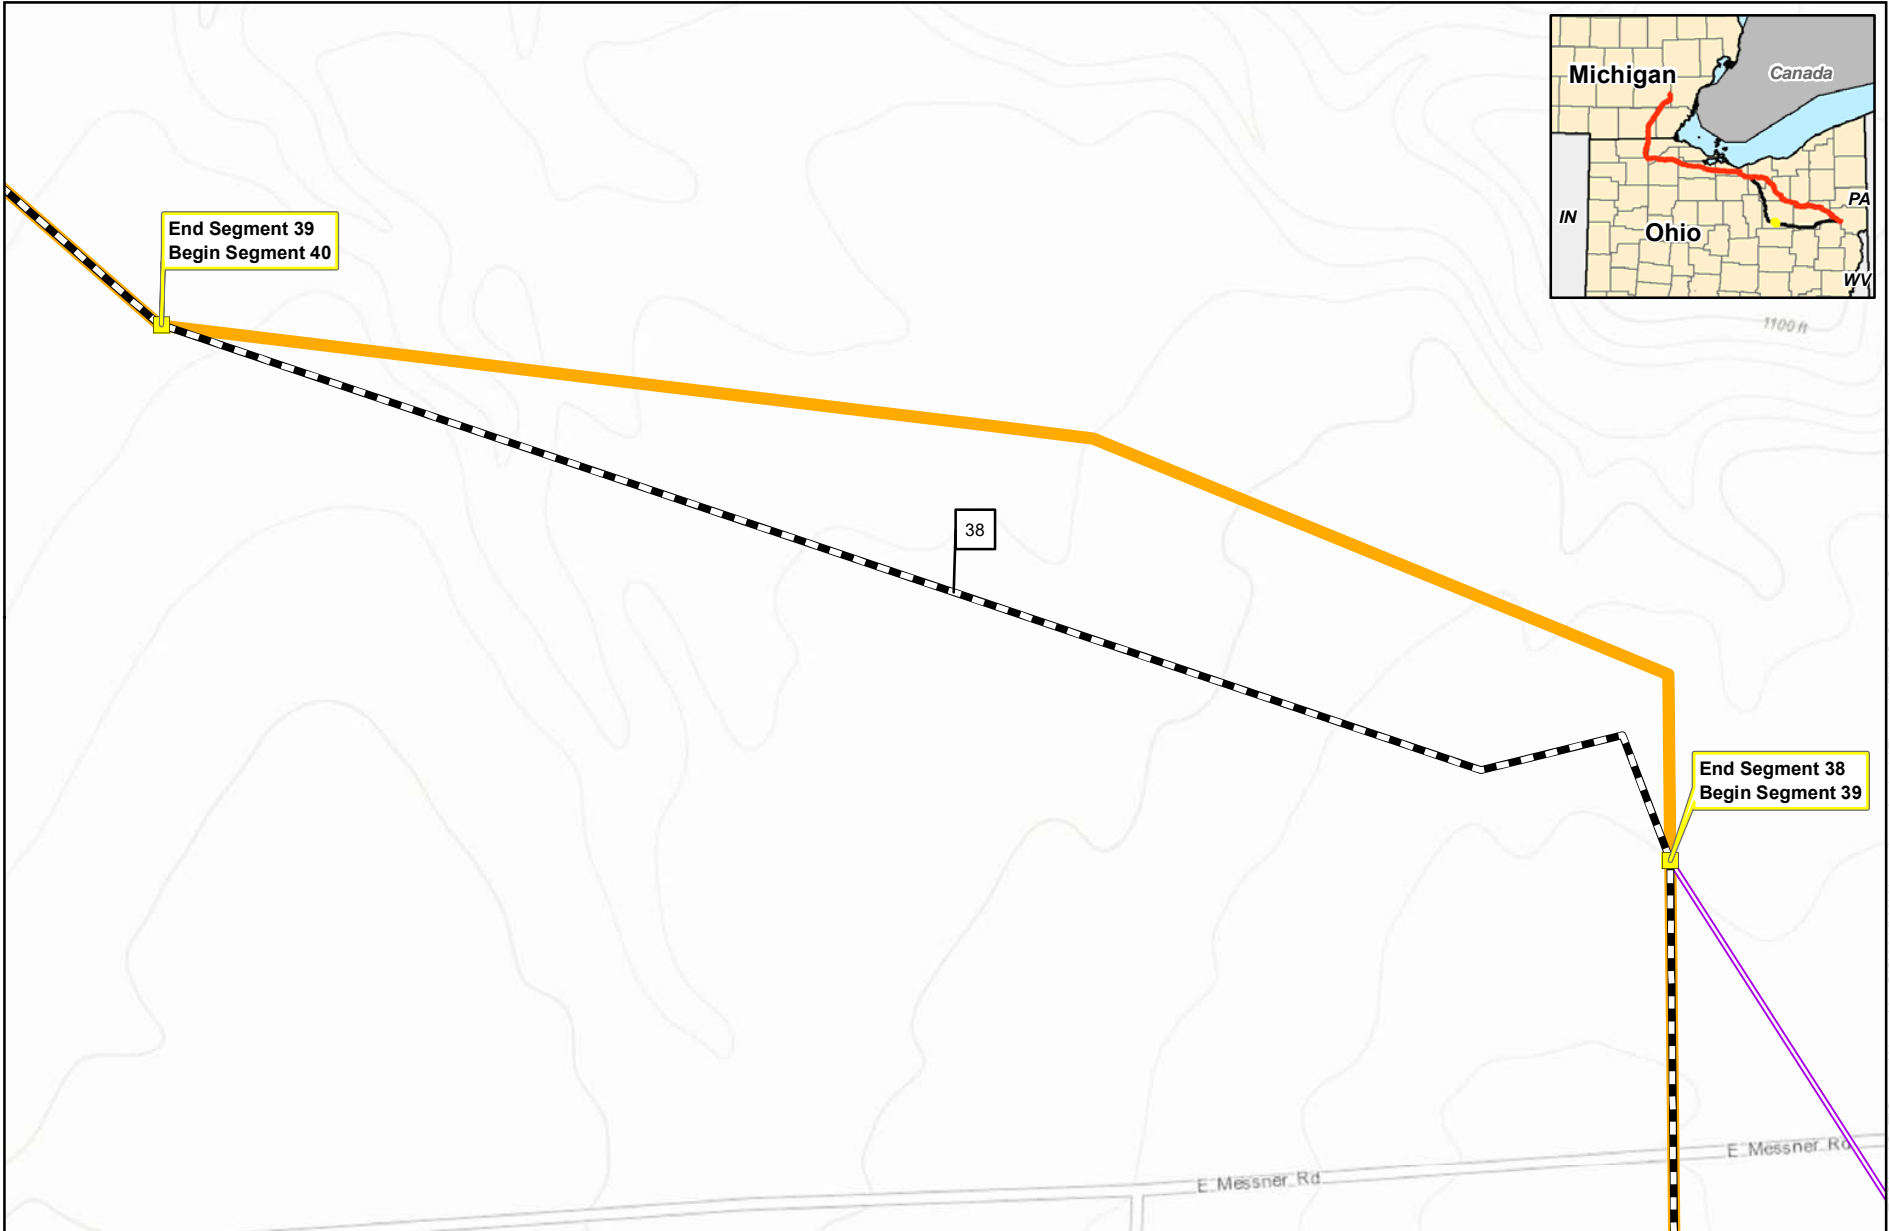 Michigan
Canada
PA
IN
Ohio
WV
End Segment 39
Begin Segment 40
1100 ft
38
End Segment 38
Begin Segment 39
E Messner Rd
E Messner Rd